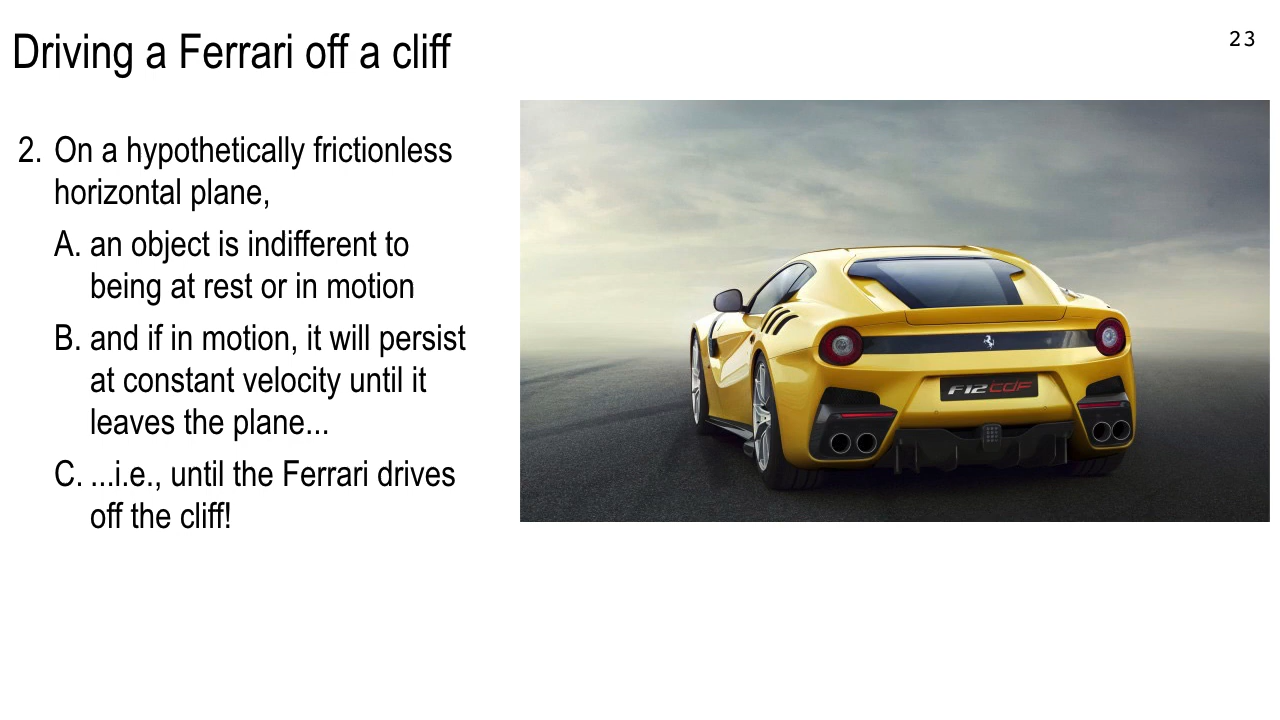 Driving a Ferrari off a cliff
23
2. On a hypothetically frictionless
horizontal plane,
A. an object is indifferent to
being at rest or in motion
B. and if in motion, it will persist
at constant velocity until it
leaves the plane...
C. ...i.e., until the Ferrari drives
off the cliff!
F12tdf